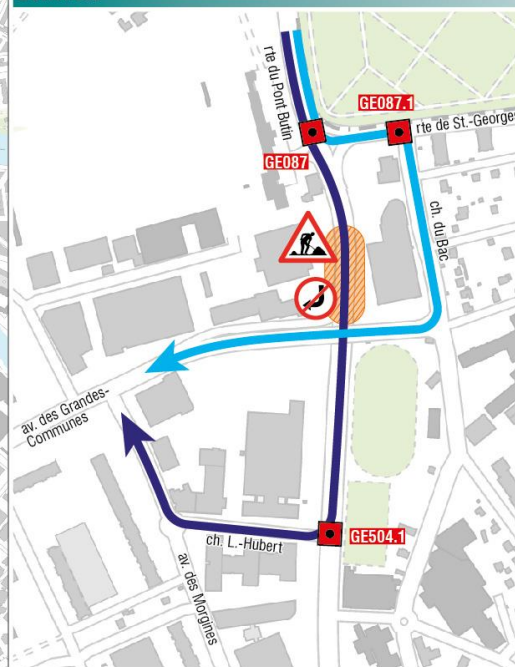 rte du Pont Butin
GE087.1
rte de St.-Georges
GE087
ch. du Bac
av. des Grandes-
Communes
GE504.1
ch. L.-Hubert
av. des Morgines